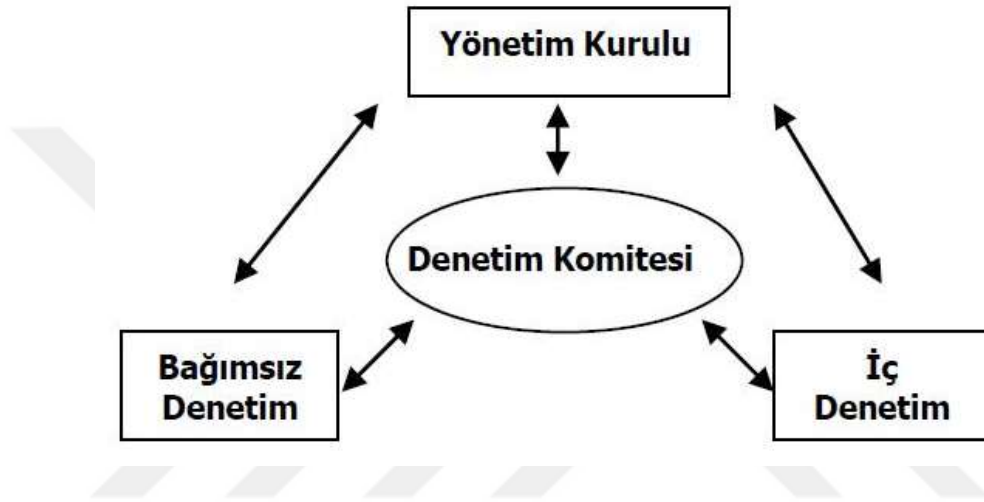 Yönetim Kurulu
Denetim Komitesi
Bağımsız
Denetim
İç
Denetim